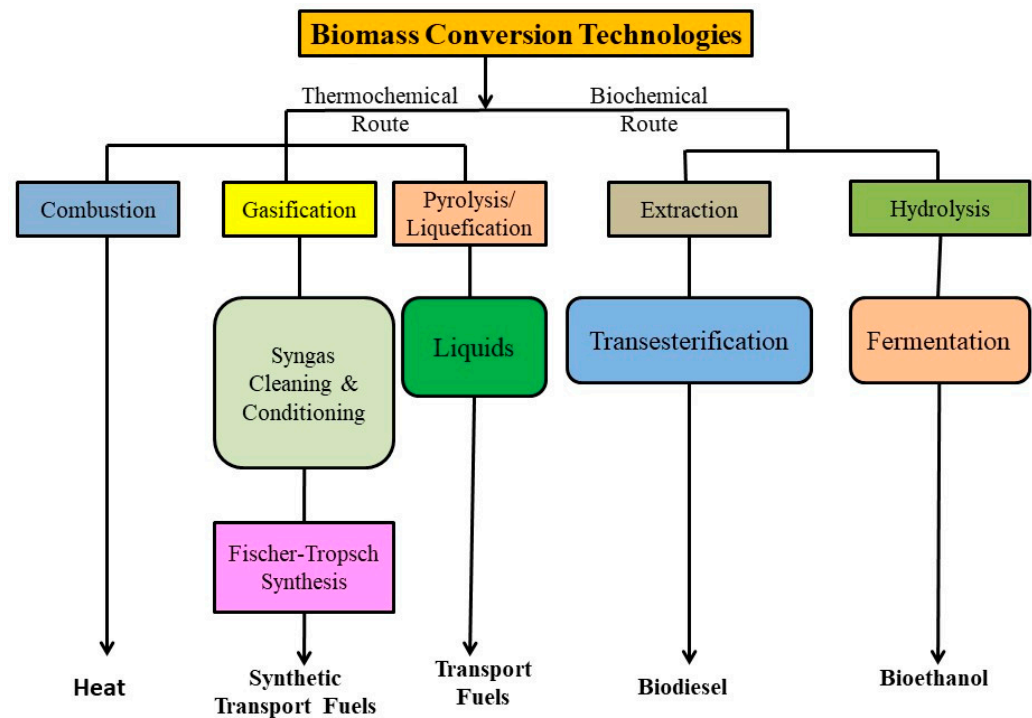 Biomass Conversion Technologies
Thermochemical
Route
Biochemical
Route
Combustion
Gasification
Pyrolysis/
Liquefication
Extraction
Hydrolysis
Syngas
Cleaning &
Conditioning
Liquids
Transesterification
Fermentation
Fischer-Tropsch
Synthesis
Heat
Synthetic
Transport Fuels
Transport
Fuels
Biodiesel
Bioethanol